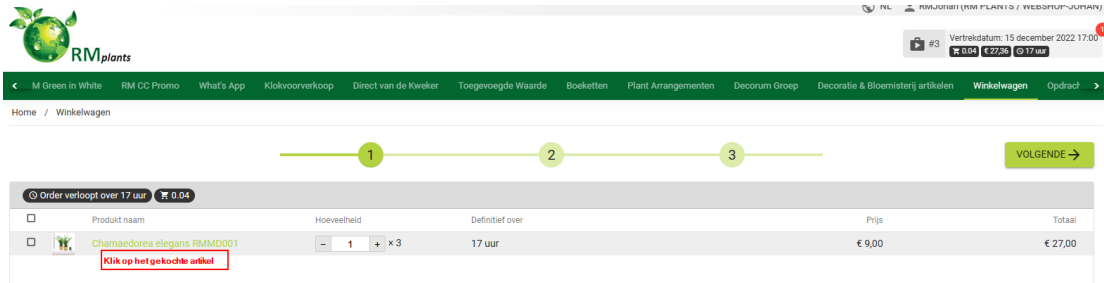 NL RMJohan (RM PLANTS / WEBSHOP-JOHAN)
RMplants
#3 Vertrekdatum: 15 december 2022 17:00
0.04 € 27,36 17 uur
M Green in White RM CC Promo What's App Klokvoorverkoop Direct van de Kweker Toegevoegde Waarde Boeketten Plant Arrangementen Decorum Groep Decoratie & Bloemisterij artikelen Winkelwagen Opdrach
Home / Winkelwagen
1 2 3 VOLGENDE
Order verloopt over 17 uur 0.04
Produkt naam Hoeveelheid Definitief over Prijs Totaal
Chamaedorea elegans RMMD001 - 1 + × 3 17 uur € 9,00 € 27,00
Klik op het gekochte artikel